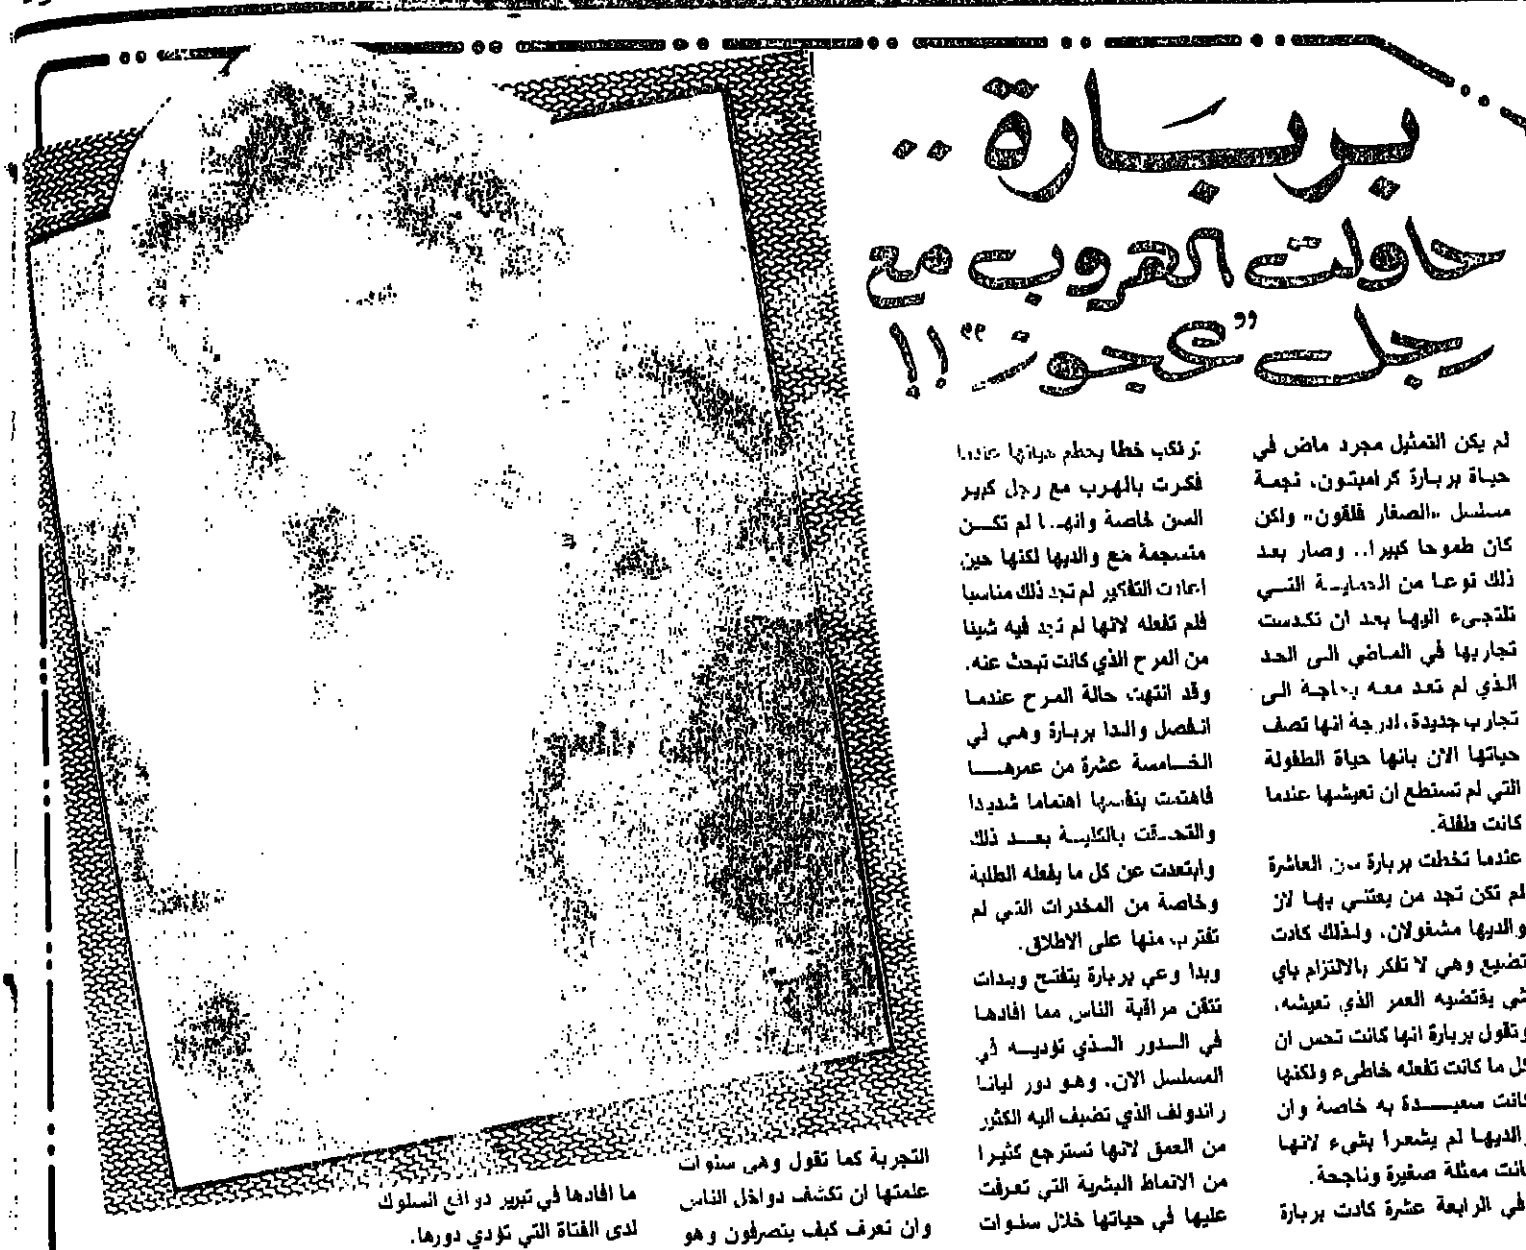 بربَارة ..
حاولت الهروب مع
رجل "عجوز" !!
لم يكن التمثيل مجرد ماض في
حياة بربارة كرامبتون، نجمة
مسلسل «الصغار قلقون» ولكن
كان طموحا كبيرا.. وصار بعد
ذلك نوعا من الحماية التي
تلتجىء اليها بعد ان تكدست
تجاربها في الماضي الى الحد
الذي لم تعد معه بحاجة الى
تجارب جديدة، لدرجة انها تصف
حياتها الان بانها حياة الطفولة
التي لم تستطع ان تعيشها عندما
كانت طفلة.
عندما تخطت بربارة سن العاشرة
لم تكن تجد من يعتني بها لان
والديها مشغولان، ولذلك كادت
تضيع وهي لا تفكر بالالتزام باي
شي يقتضيه العمر الذي تعيشه،
وتقول بربارة انها كانت تحس ان
كل ما كانت تفعله خاطىء ولكنها
كانت سعيدة به خاصة وان
والديها لم يشعرا بشىء لانها
كانت ممثلة صغيرة وناجحة.
في الرابعة عشرة كادت بربارة
ترتكب خطا يحطم حياتها عندما
فكرت بالهرب مع رجل كبير
السن خاصة وانها لم تكن
منسجمة مع والديها لكنها حين
اعادت التفكير لم تجد ذلك مناسبا
فلم تفعله لانها لم تجد فيه شيئا
من المرح الذي كانت تبحث عنه.
وقد انتهت حالة المرح عندما
انفصل والدا بربارة وهي في
الخامسة عشرة من عمرها
فاهتمت بنفسها اهتماما شديدا
والتحقت بالكلية بعد ذلك
وابتعدت عن كل ما يفعله الطلبة
وخاصة من المخدرات التي لم
تقترب منها على الاطلاق.
وبدا وعي بربارة يتفتح وبدات
تتقن مراقبة الناس مما افادها
في الدور الذي تؤديه في
المسلسل الان، وهو دور ليانا
راندولف الذي تضيف اليه الكثير
من العمق لانها تسترجع كثيرا
من الانماط البشرية التي تعرفت
عليها في حياتها خلال سنوات
التجربة كما تقول وهي سنوات
علمتها ان تكشف دواخل الناس
وان تعرف كيف يتصرفون وهو
ما افادها في تبرير دوافع السلوك
لدى الفتاة التي تؤدي دورها.